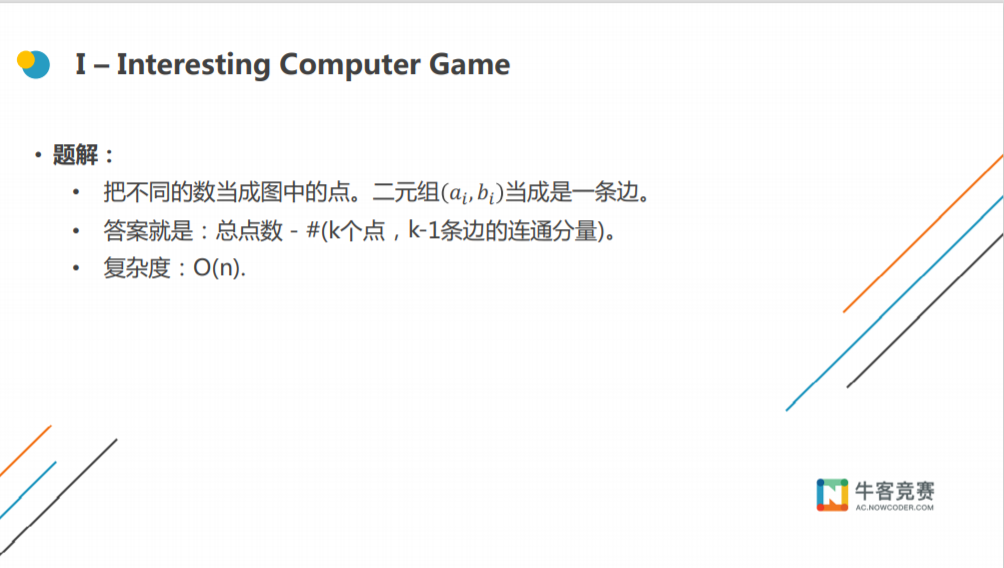 I – Interesting Computer Game
• 题解：
• 把不同的数当成图中的点。二元组(aᵢ, bᵢ)当成是一条边。
• 答案就是：总点数 - #(k个点，k-1条边的连通分量)。
• 复杂度：O(n).
牛客竞赛
AC.NOWCODER.COM